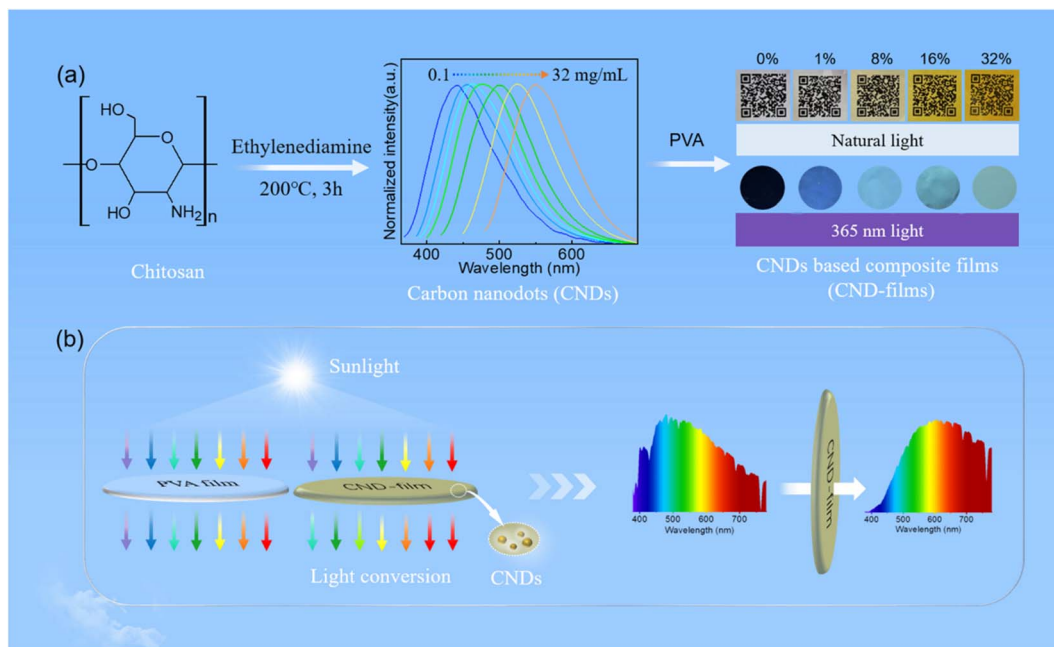 (a)
HO
O
HO
NH₂
n
O
Chitosan
Ethylenediamine
200℃, 3h
0.1
32 mg/mL
Normalized intensity(a.u.)
400 500 600
Wavelength (nm)
Carbon nanodots (CNDs)
PVA
0% 1% 8% 16% 32%
Natural light
365 nm light
CNDs based composite films
(CND-films)
(b)
Sunlight
PVA film
CND-film
Light conversion
CNDs
400 500 600 700
Wavelength (nm)
CND-film
400 500 600 700
Wavelength (nm)